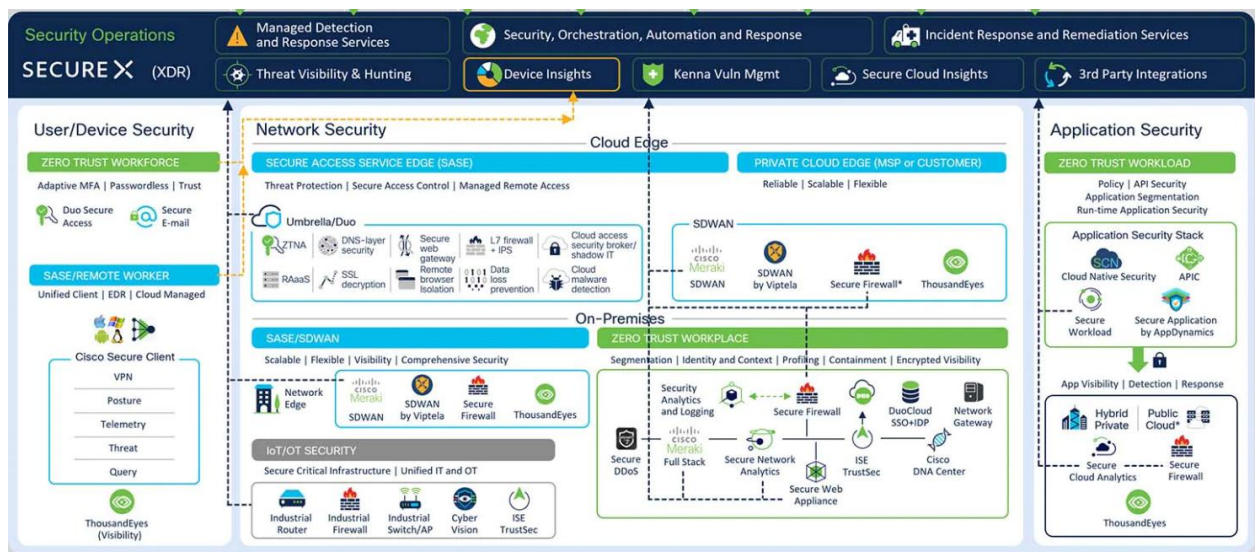 Security Operations
SECUREX (XDR)
Managed Detection
and Response Services
Security, Orchestration, Automation and Response
Incident Response and Remediation Services
Threat Visibility & Hunting
Device Insights
Kenna Vuln Mgmt
Secure Cloud Insights
3rd Party Integrations
User/Device Security
ZERO TRUST WORKFORCE
Adaptive MFA | Passwordless | Trust
Duo Secure
Access
Secure
E-mail
SASE/REMOTE WORKER
Unified Client | EDR | Cloud Managed
Cisco Secure Client
VPN
Posture
Telemetry
Threat
Query
ThousandEyes
(Visibility)
Network Security
Cloud Edge
SECURE ACCESS SERVICE EDGE (SASE)
Threat Protection | Secure Access Control | Managed Remote Access
Umbrella/Duo
ZTNA
DNS-layer
security
Secure
web
gateway
L7 firewall
+ IPS
Cloud access
security broker/
shadow IT
RAaaS
SSL
decryption
Remote
browser
Isolation
0101
1010
Data
loss
prevention
Cloud
malware
detection
PRIVATE CLOUD EDGE (MSP or CUSTOMER)
Reliable | Scalable | Flexible
SDWAN
CISCO
Meraki
SDWAN
SDWAN
by Viptela
Secure Firewall*
ThousandEyes
On-Premises
SASE/SDWAN
Scalable | Flexible | Visibility | Comprehensive Security
Network
Edge
CISCO
Meraki
SDWAN
SDWAN
by Viptela
Secure
Firewall
ThousandEyes
IoT/OT SECURITY
Secure Critical Infrastructure | Unified IT and OT
Industrial
Router
Industrial
Firewall
Industrial
Switch/AP
Cyber
Vision
ISE
TrustSec
ZERO TRUST WORKPLACE
Segmentation | Identity and Context | Profiling | Containment | Encrypted Visibility
Security
Analytics
and Logging
Secure Firewall
DuoCloud
SSO+IDP
Network
Gateway
Secure
DDoS
CISCO
Meraki
Full Stack
Secure Network
Analytics
ISE
TrustSec
Cisco
DNA Center
Secure Web
Appliance
Application Security
ZERO TRUST WORKLOAD
Policy | API Security
Application Segmentation
Run-time Application Security
Application Security Stack
SCN
Cloud Native Security
APIC
Secure
Workload
Secure Application
by AppDynamics
App Visibility | Detection | Response
Hybrid
Private
Public
Cloud*
Secure
Cloud Analytics
Secure
Firewall
ThousandEyes